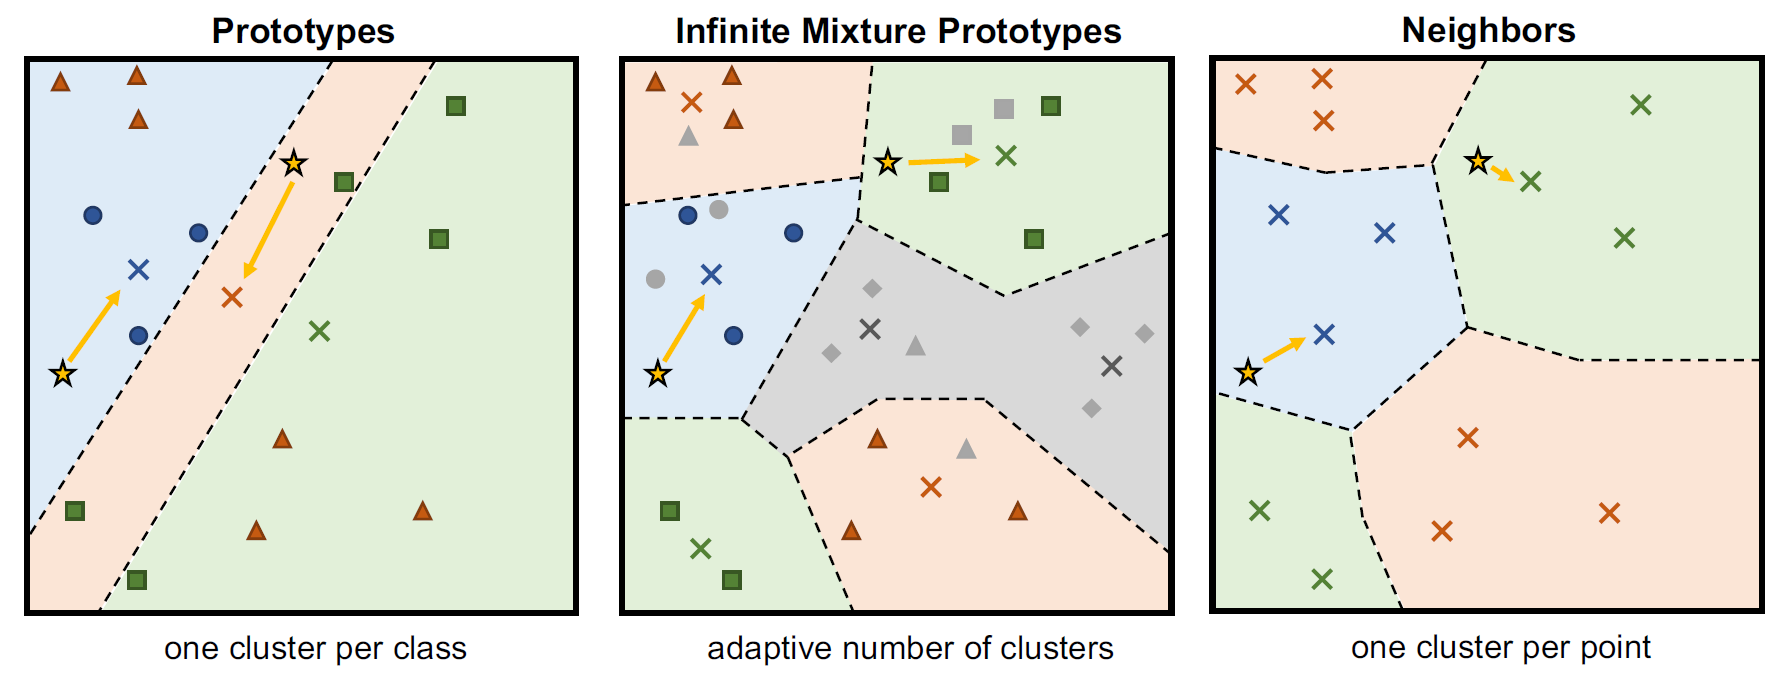 Prototypes
Infinite Mixture Prototypes
Neighbors
one cluster per class
adaptive number of clusters
one cluster per point